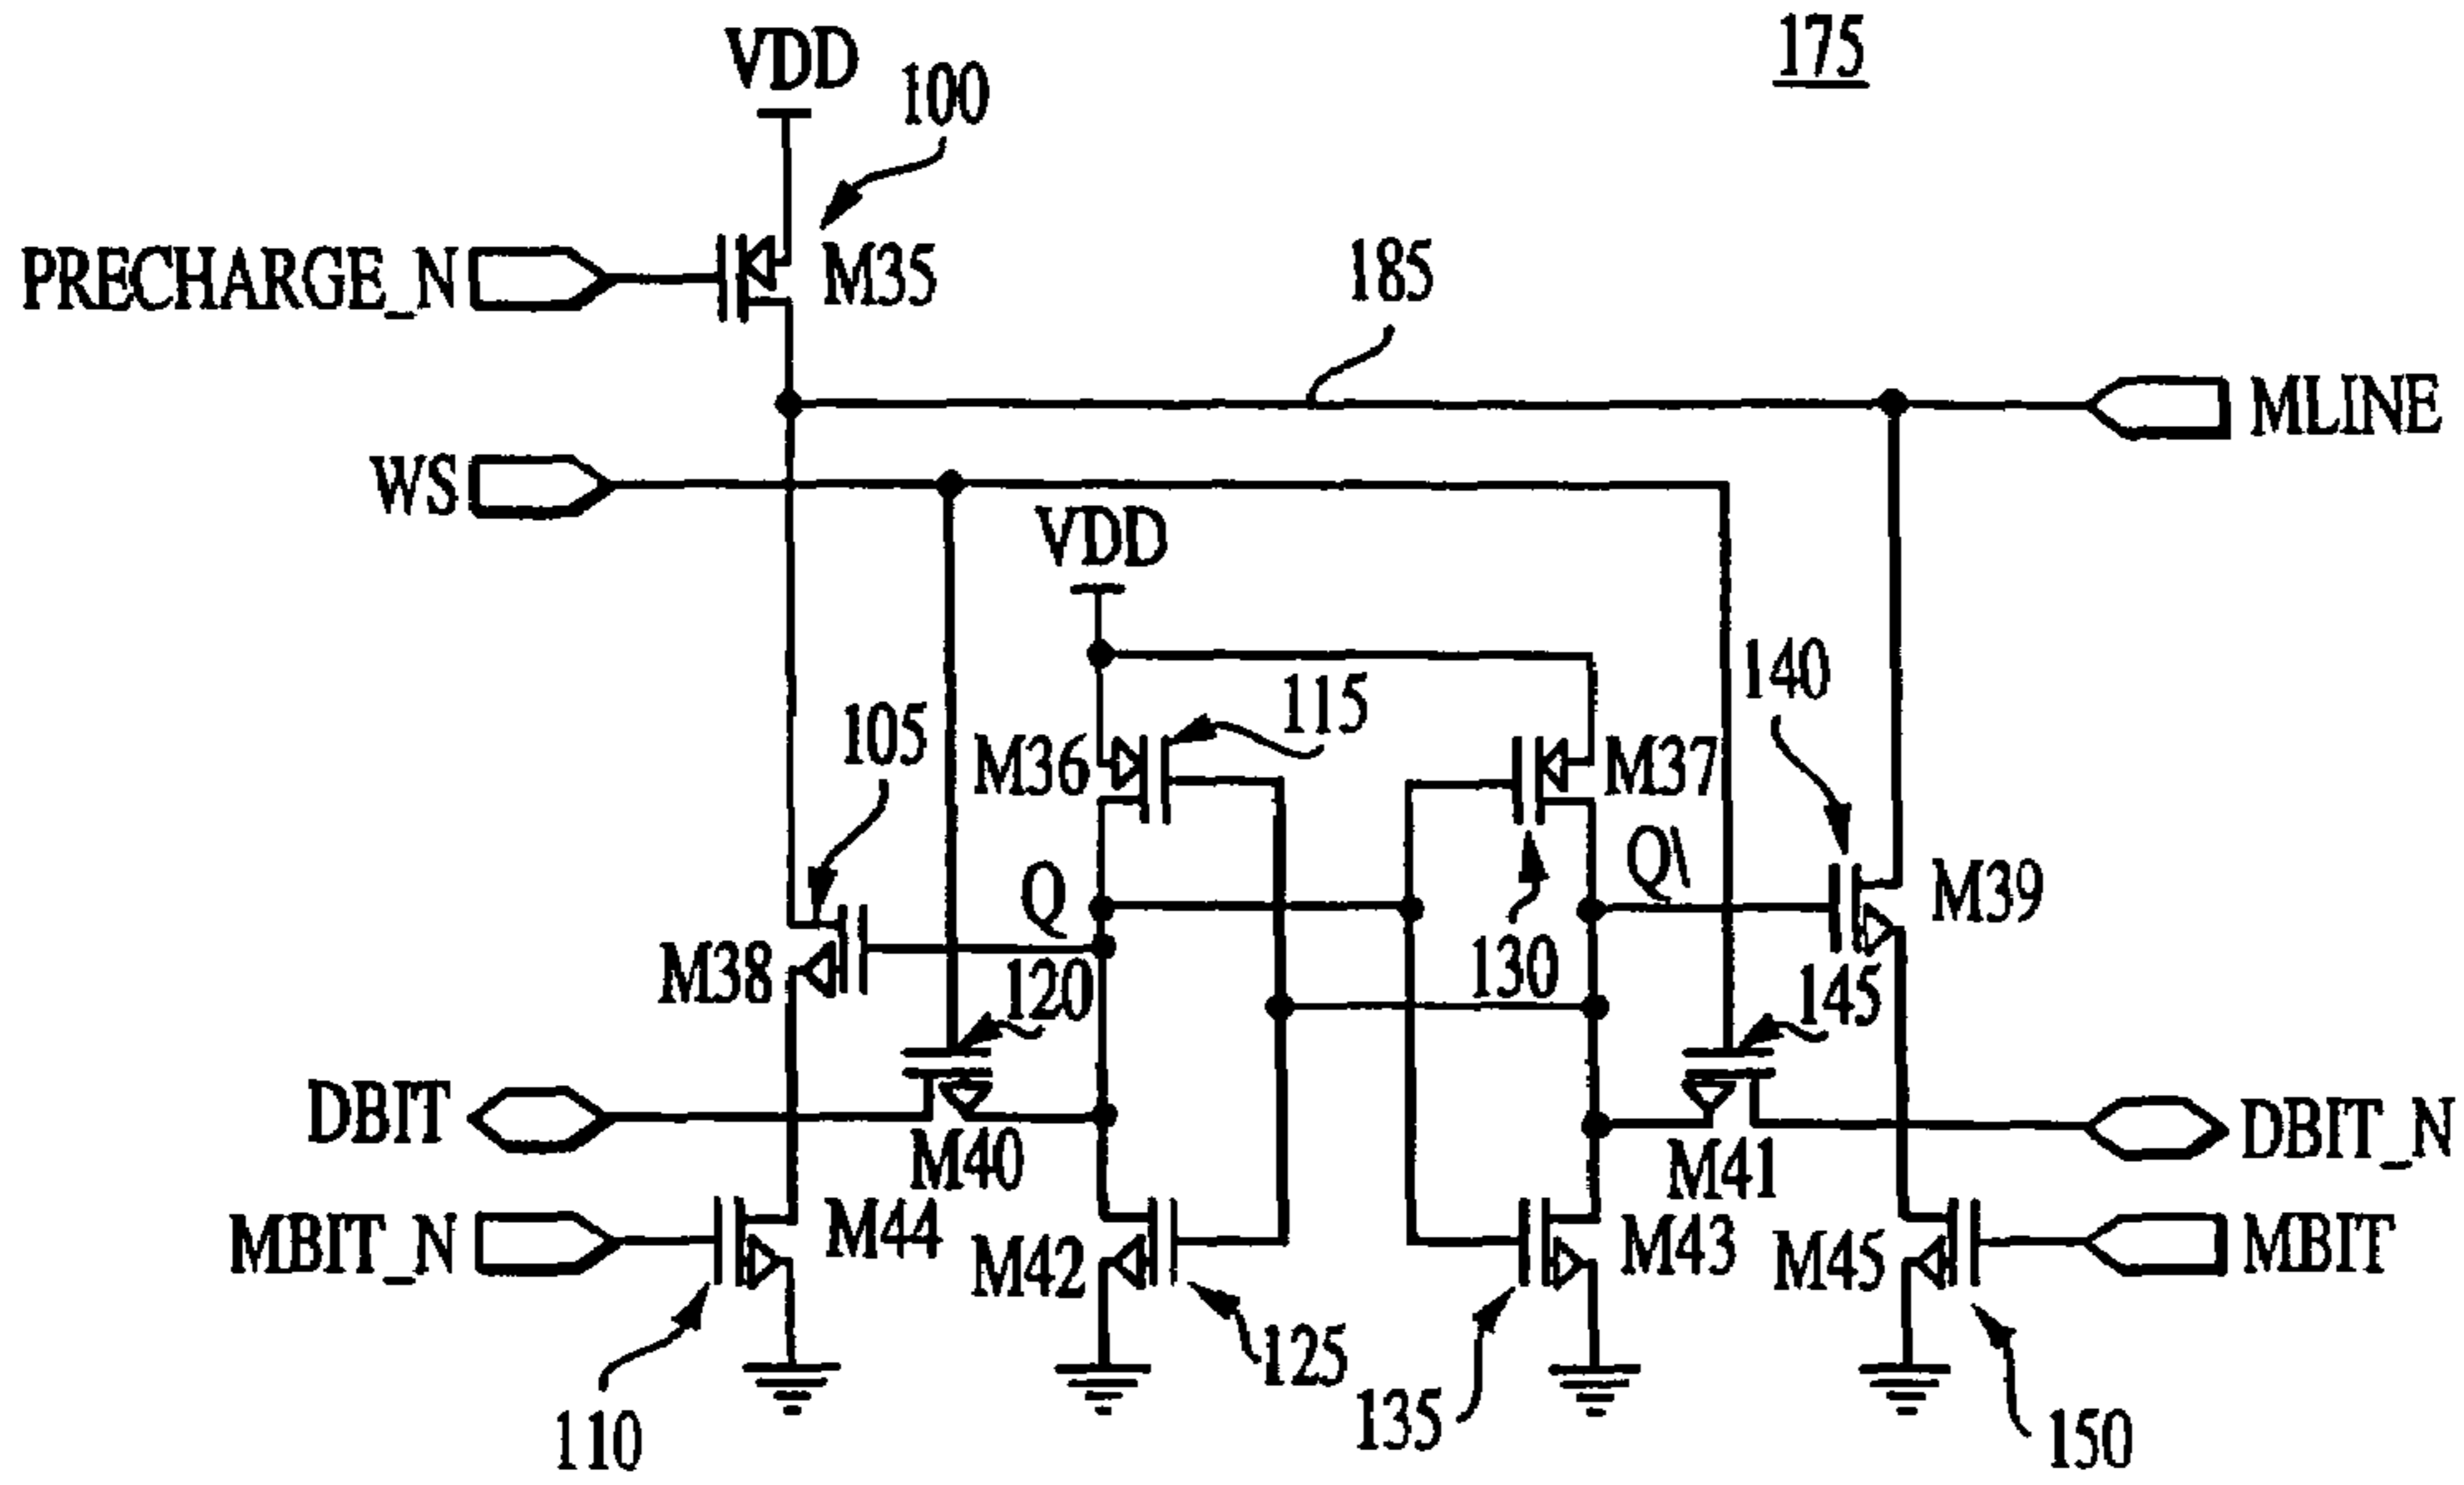 175
VDD
100
PRECHARGE_N
M35
185
MLINE
WS
VDD
140
105
115
M36
M37
Q
Q\
M39
M38
120
130
145
DBIT
M40
M41
DBIT_N
MBIT_N
M44
M42
M43
M45
MBIT
110
125
135
150